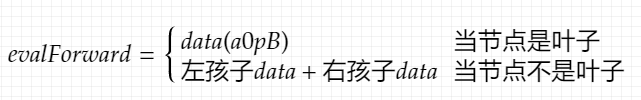 evalForward = { data(a0pB) 当节点是叶子
左孩子data + 右孩子data 当节点不是叶子